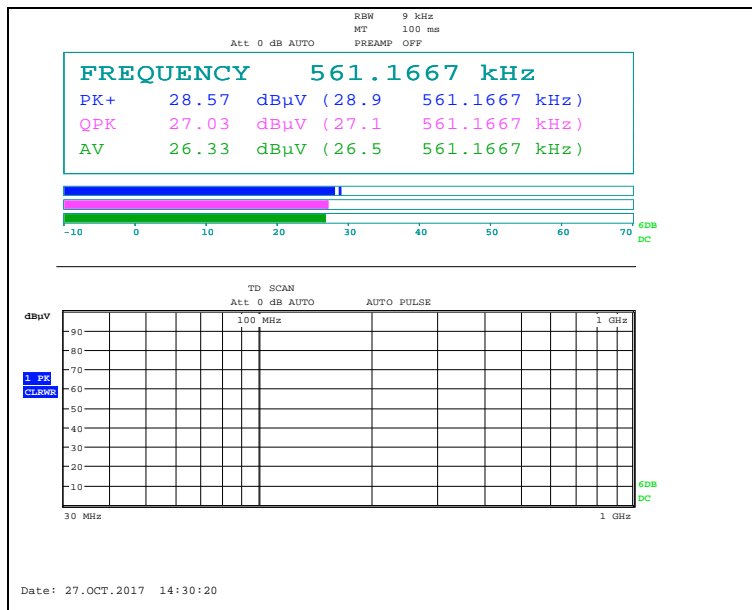 RBW 9 kHz
MT 100 ms
Att 0 dB AUTO PREAMP OFF
FREQUENCY 561.1667 kHz
PK+ 28.57 dBµV (28.9 561.1667 kHz)
QPK 27.03 dBµV (27.1 561.1667 kHz)
AV 26.33 dBµV (26.5 561.1667 kHz)
6DB
-10 0 10 20 30 40 50 60 70
DC
TD SCAN
Att 0 dB AUTO AUTO PULSE
dBµV
100 MHz 1 GHz
90
80
70
1 PK
60
CLRWR
50
40
30
20
10
6DB
DC
30 MHz 1 GHz
Date: 27.OCT.2017 14:30:20